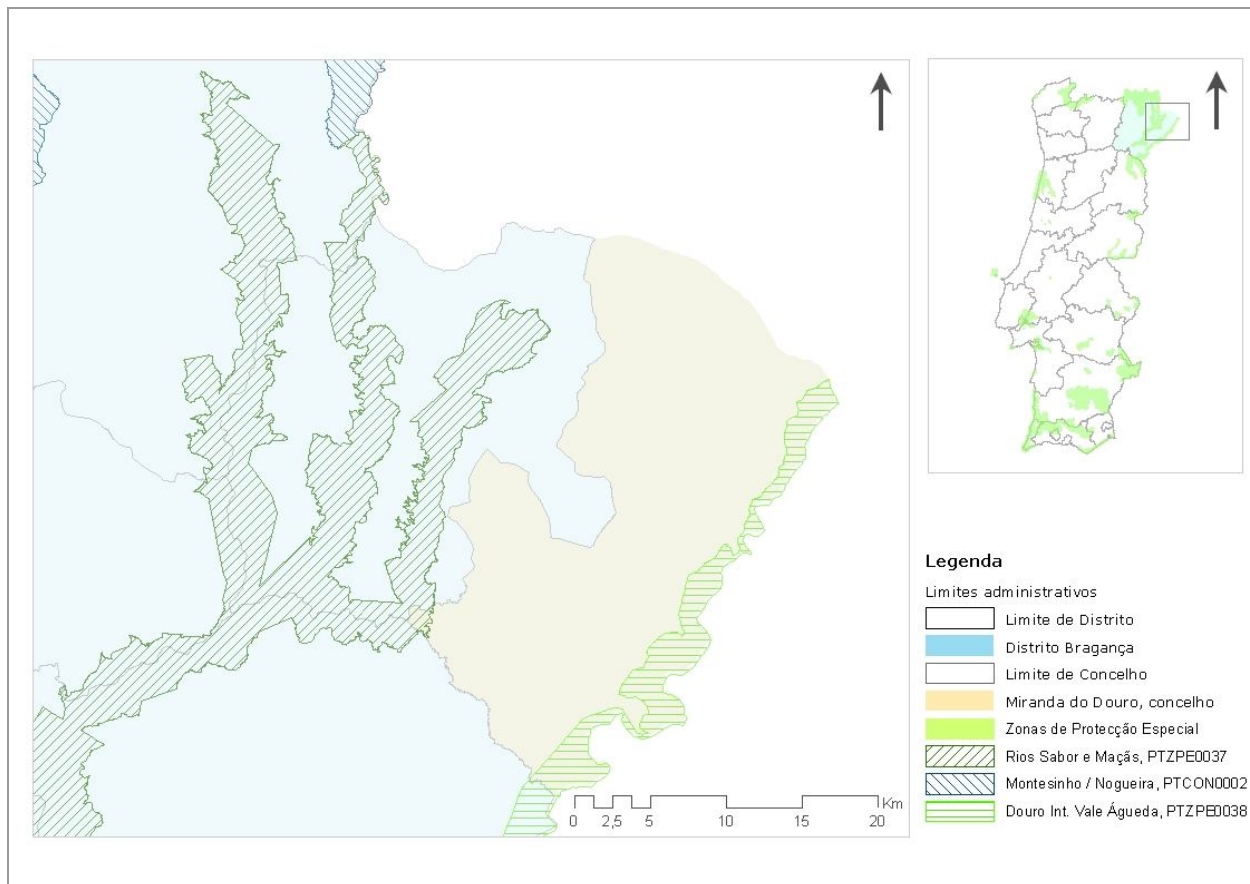 Legenda
Limites administrativos
Limite de Distrito
Distrito Bragança
Limite de Concelho
Miranda do Douro, concelho
Zonas de Protecção Especial
Rios Sabor e Maçãs, PTZPE0037
Montesinho / Nogueira, PTCON0002
Douro Int. Vale Águeda, PTZPE0038
Km
0 2,5 5 10 15 20